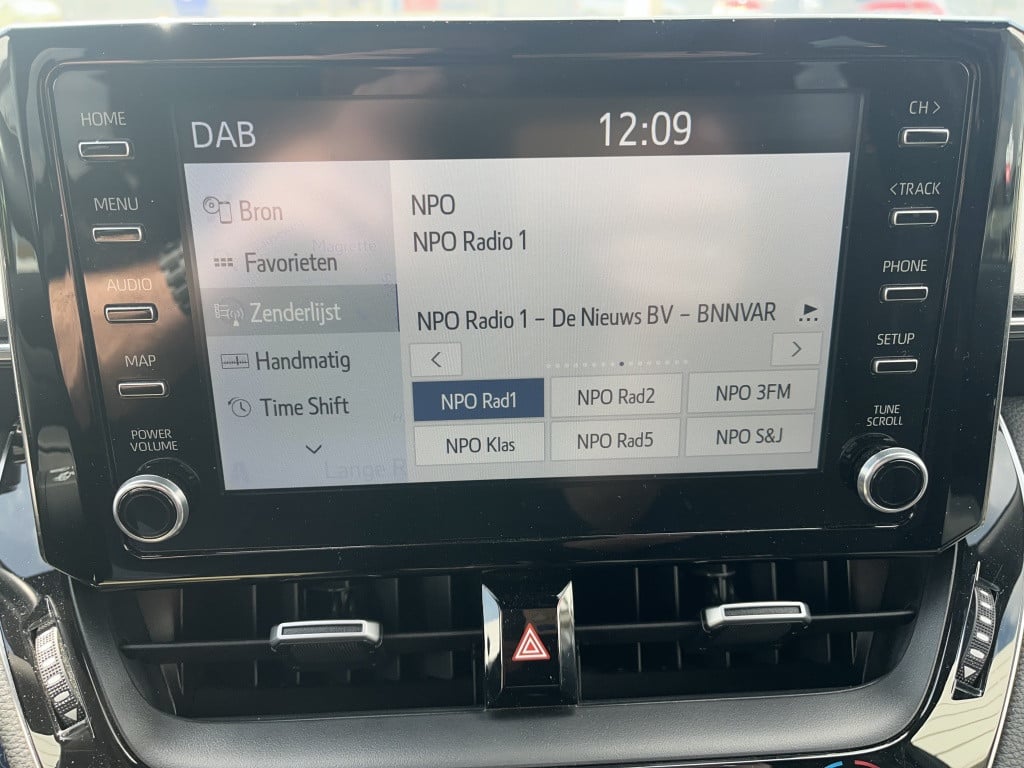 HOME
MENU
AUDIO
MAP
POWER
VOLUME
DAB
12:09
Bron
Favorieten
Zenderlijst
Handmatig
Time Shift
NPO
NPO Radio 1
NPO Radio 1 – De Nieuws BV – BNNVAR
<
>
NPO Rad1
NPO Rad2
NPO 3FM
NPO Klas
NPO Rad5
NPO S&J
CH >
< TRACK
PHONE
SETUP
TUNE
SCROLL